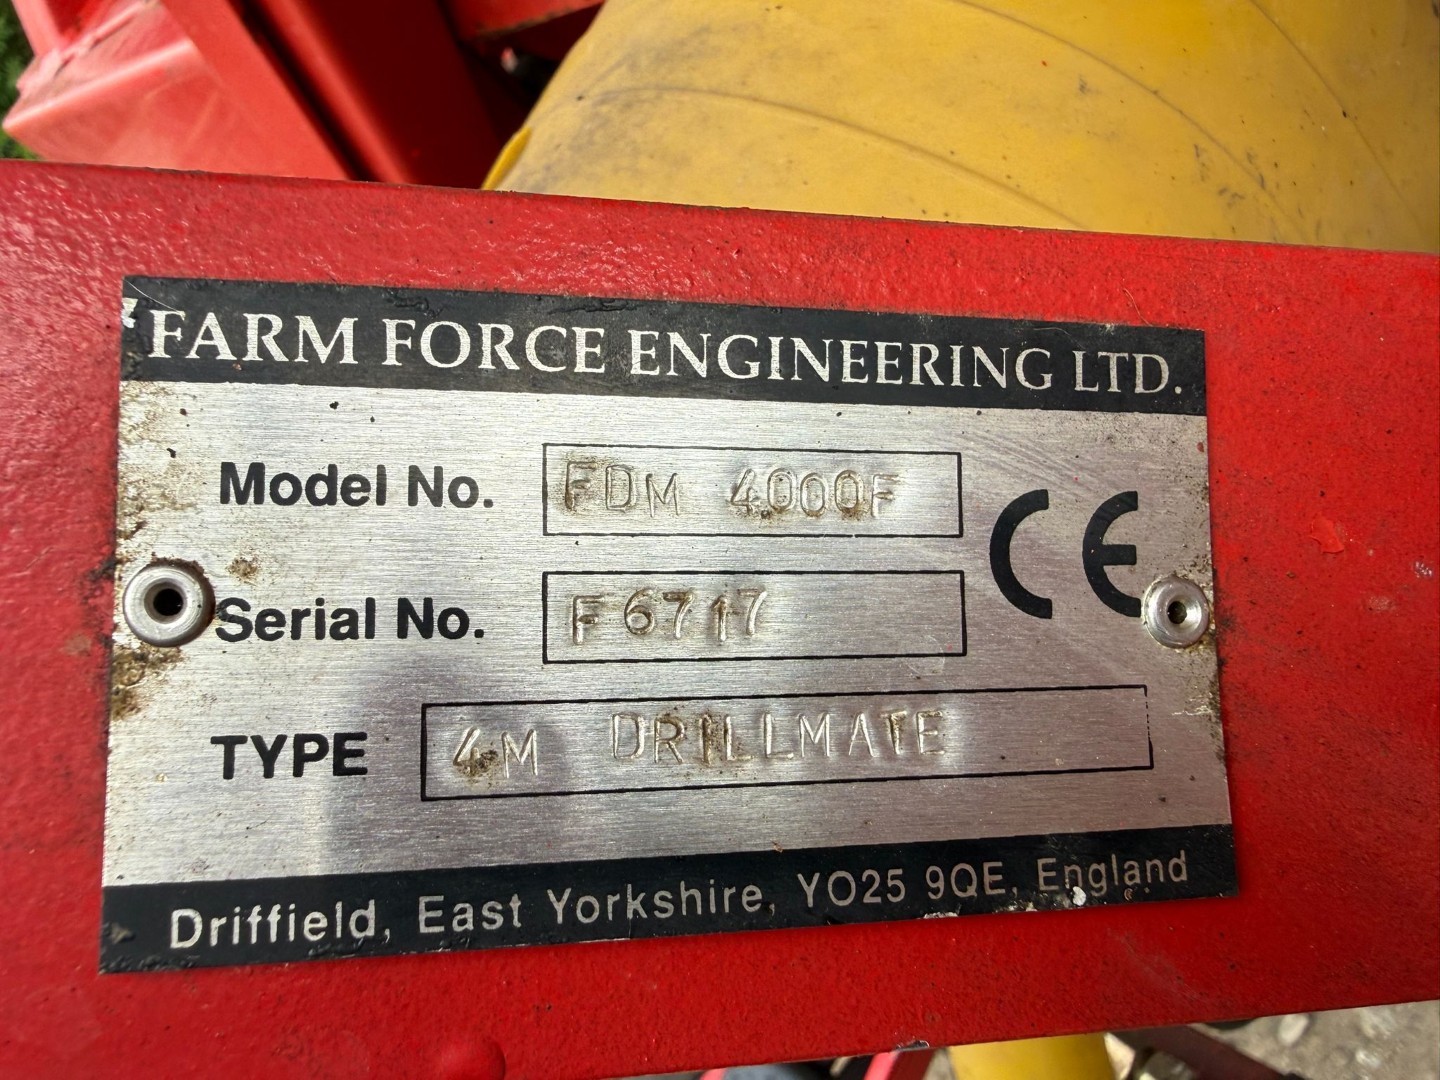 FARM FORCE ENGINEERING LTD.
Model No. FDM 4000F
CE
Serial No. F6717
TYPE 4M DRILLMATE
Driffield, East Yorkshire, YO25 9QE, England